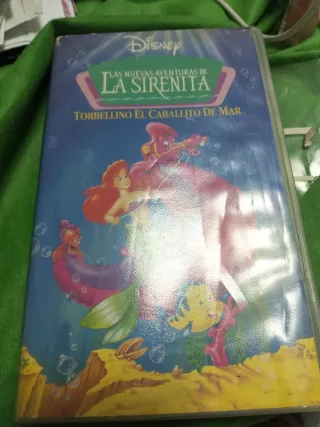 Disney
LAS NUEVAS AVENTURAS DE
LA SIRENITA
TORBELLINO EL CABALLITO DE MAR